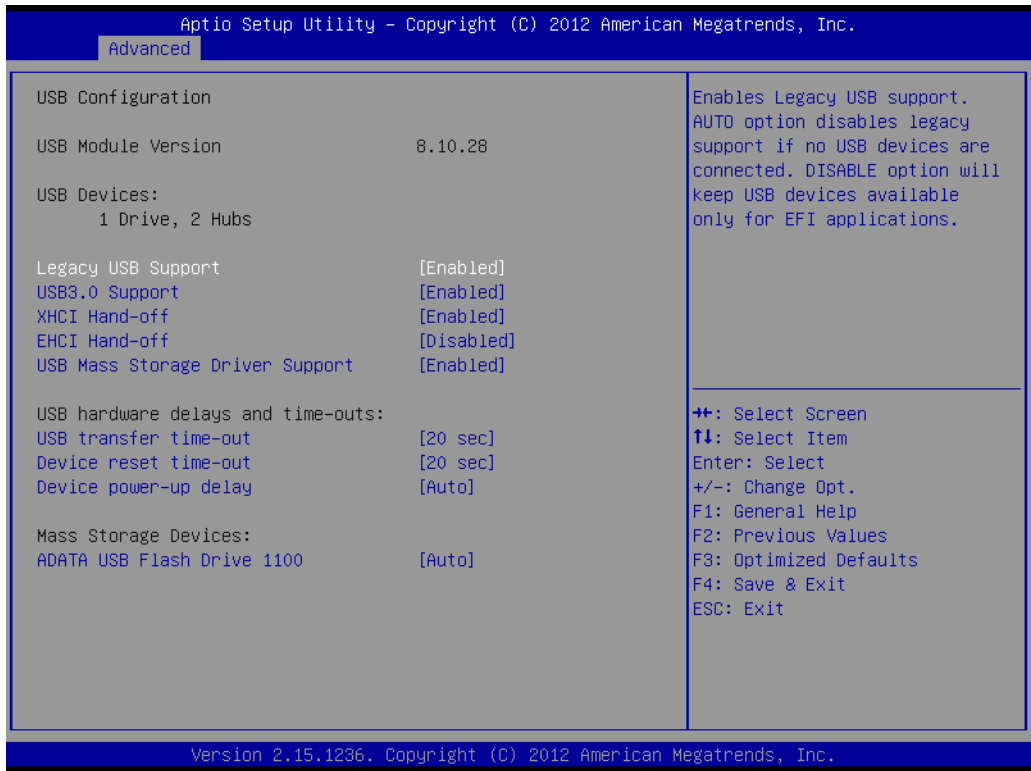 Aptio Setup Utility – Copyright (C) 2012 American Megatrends, Inc.
Advanced
USB Configuration
USB Module Version 8.10.28
USB Devices:
1 Drive, 2 Hubs
Legacy USB Support [Enabled]
USB3.0 Support [Enabled]
XHCI Hand-off [Enabled]
EHCI Hand-off [Disabled]
USB Mass Storage Driver Support [Enabled]
USB hardware delays and time-outs:
USB transfer time-out [20 sec]
Device reset time-out [20 sec]
Device power-up delay [Auto]
Mass Storage Devices:
ADATA USB Flash Drive 1100 [Auto]
Enables Legacy USB support.
AUTO option disables legacy
support if no USB devices are
connected. DISABLE option will
keep USB devices available
only for EFI applications.
→←: Select Screen
↑↓: Select Item
Enter: Select
+/-: Change Opt.
F1: General Help
F2: Previous Values
F3: Optimized Defaults
F4: Save & Exit
ESC: Exit
Version 2.15.1236. Copyright (C) 2012 American Megatrends, Inc.